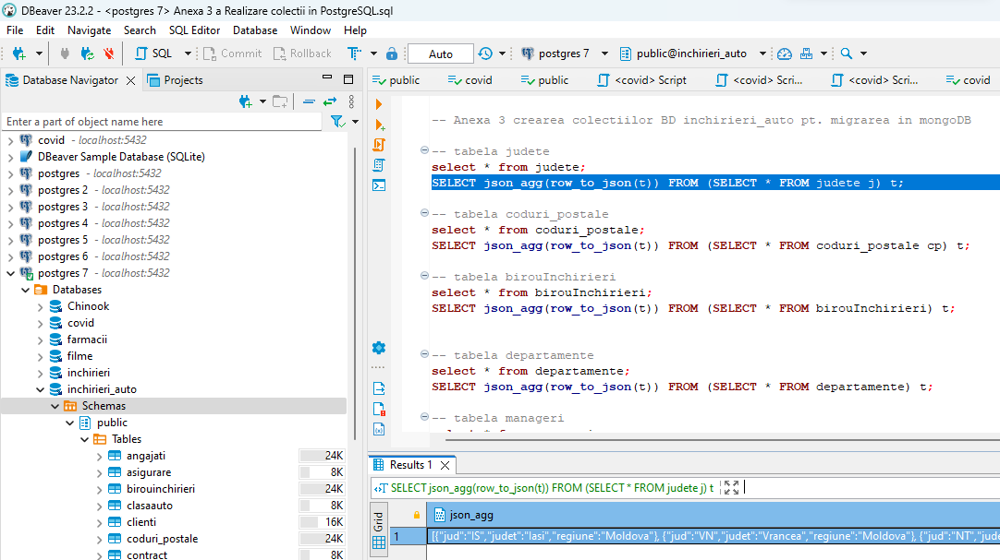 DBeaver 23.2.2 - <postgres 7> Anexa 3 a Realizare colectii in PostgreSQL.sql
File Edit Navigate Search SQL Editor Database Window Help
SQL Commit Rollback Auto postgres 7 public@inchirieri_auto
Database Navigator Projects
public covid public <covid> Script <covid> Scri... <covid> Scri... covid
Enter a part of object name here
covid - localhost:5432
DBeaver Sample Database (SQLite)
postgres - localhost:5432
postgres 2 - localhost:5432
postgres 3 - localhost:5432
postgres 4 - localhost:5432
postgres 5 - localhost:5432
postgres 6 - localhost:5432
postgres 7 - localhost:5432
Databases
Chinook
covid
farmacii
filme
inchirieri
inchirieri_auto
Schemas
public
Tables
angajati 24K
asigurare 8K
birouinchirieri 24K
clasaauto 8K
clienti 16K
coduri_postale 24K
contract 8K
-- Anexa 3 crearea colectiilor BD inchirieri_auto pt. migrarea in mongoDB
-- tabela judete
select * from judete;
SELECT json_agg(row_to_json(t)) FROM (SELECT * FROM judete j) t;
-- tabela coduri_postale
select * from coduri_postale;
SELECT json_agg(row_to_json(t)) FROM (SELECT * FROM coduri_postale cp) t;
-- tabela birouInchirieri
select * from birouInchirieri;
SELECT json_agg(row_to_json(t)) FROM (SELECT * FROM birouInchirieri) t;
-- tabela departamente
select * from departamente;
SELECT json_agg(row_to_json(t)) FROM (SELECT * FROM departamente) t;
-- tabela manageri
Results 1
SELECT json_agg(row_to_json(t)) FROM (SELECT * FROM judete j) t
Grid
json_agg
1 [{"jud":"IS","judet":"Iasi","regiune":"Moldova"}, {"jud":"VN","judet":"Vrancea","regiune":"Moldova"}, {"jud":"NT","jude